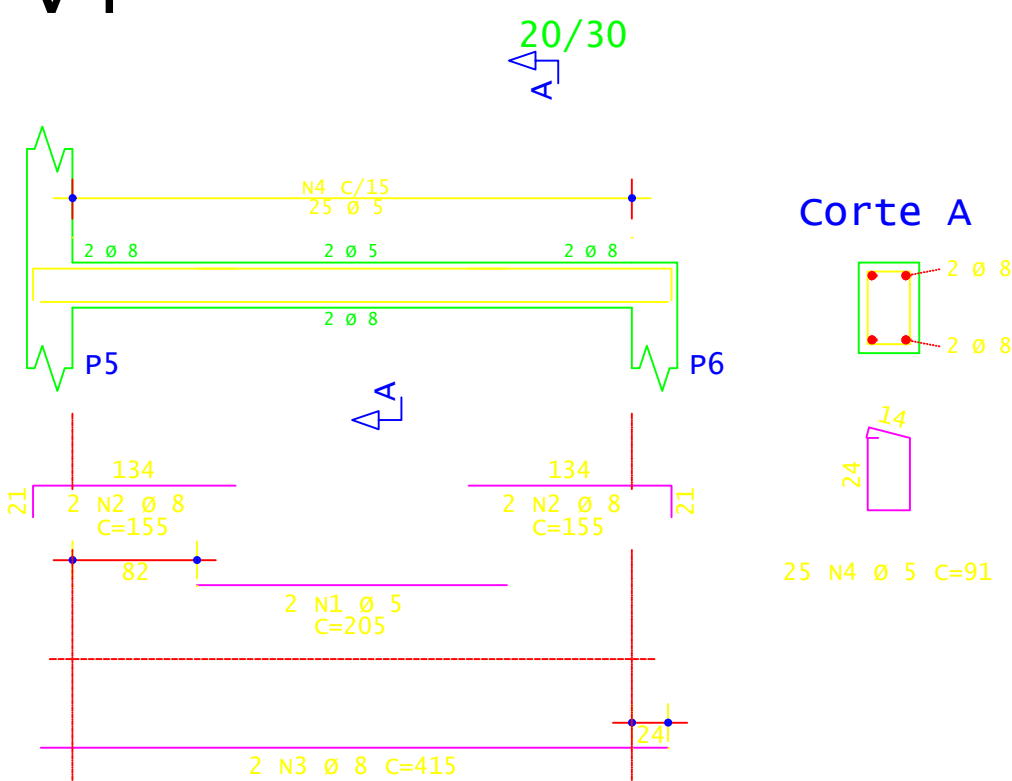 20/30
A
N4 C/15
25 Ø 5
Corte A
2 Ø 8
2 Ø 5
2 Ø 8
2 Ø 8
2 Ø 8
2 Ø 8
P5
P6
A
14
24
134
134
21
21
2 N2 Ø 8
C=155
2 N2 Ø 8
C=155
82
25 N4 Ø 5 C=91
2 N1 Ø 5
C=205
24
2 N3 Ø 8 C=415